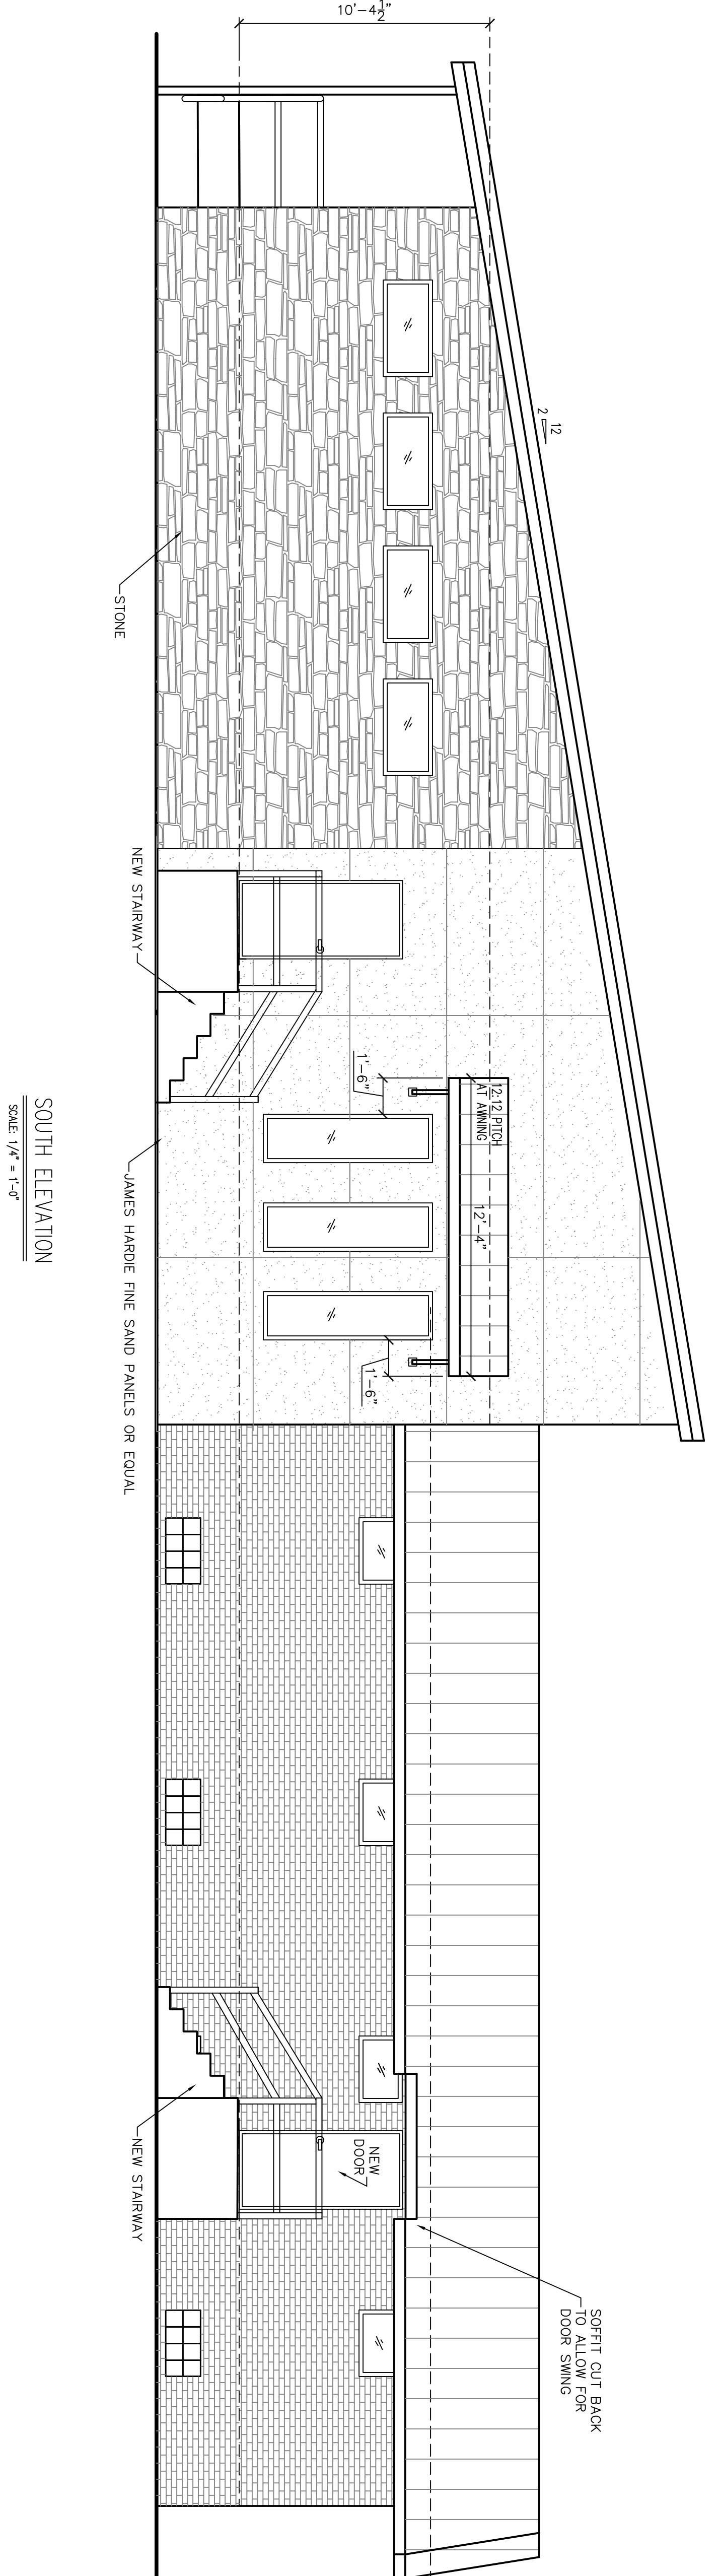 10'-4 1/2"
12
2
STONE
NEW STAIRWAY
12:12 PITCH
AT AWNING
1'-6"
12'-4"
1'-6"
JAMES HARDIE FINE SAND PANELS OR EQUAL
SOUTH ELEVATION
SCALE: 1/4" = 1'-0"
NEW
DOOR
NEW STAIRWAY
SOFFIT CUT BACK
TO ALLOW FOR
DOOR SWING